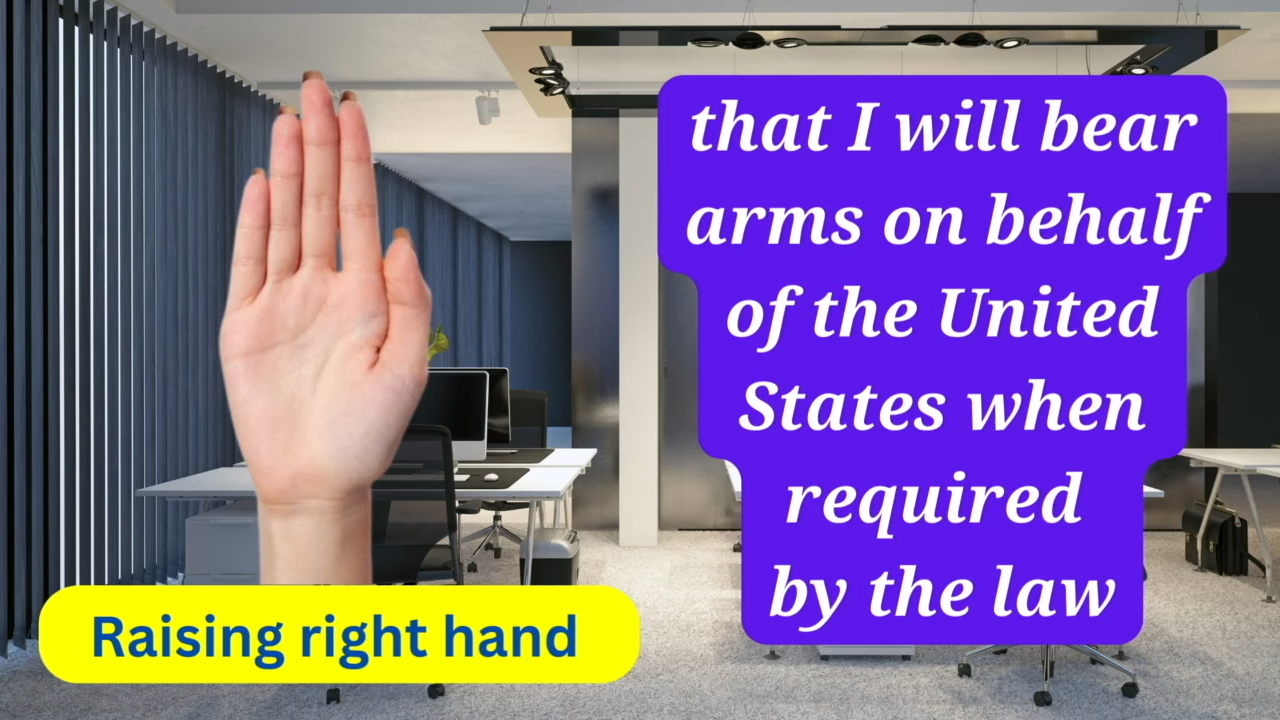 that I will bear
arms on behalf
of the United
States when
required
by the law
Raising right hand